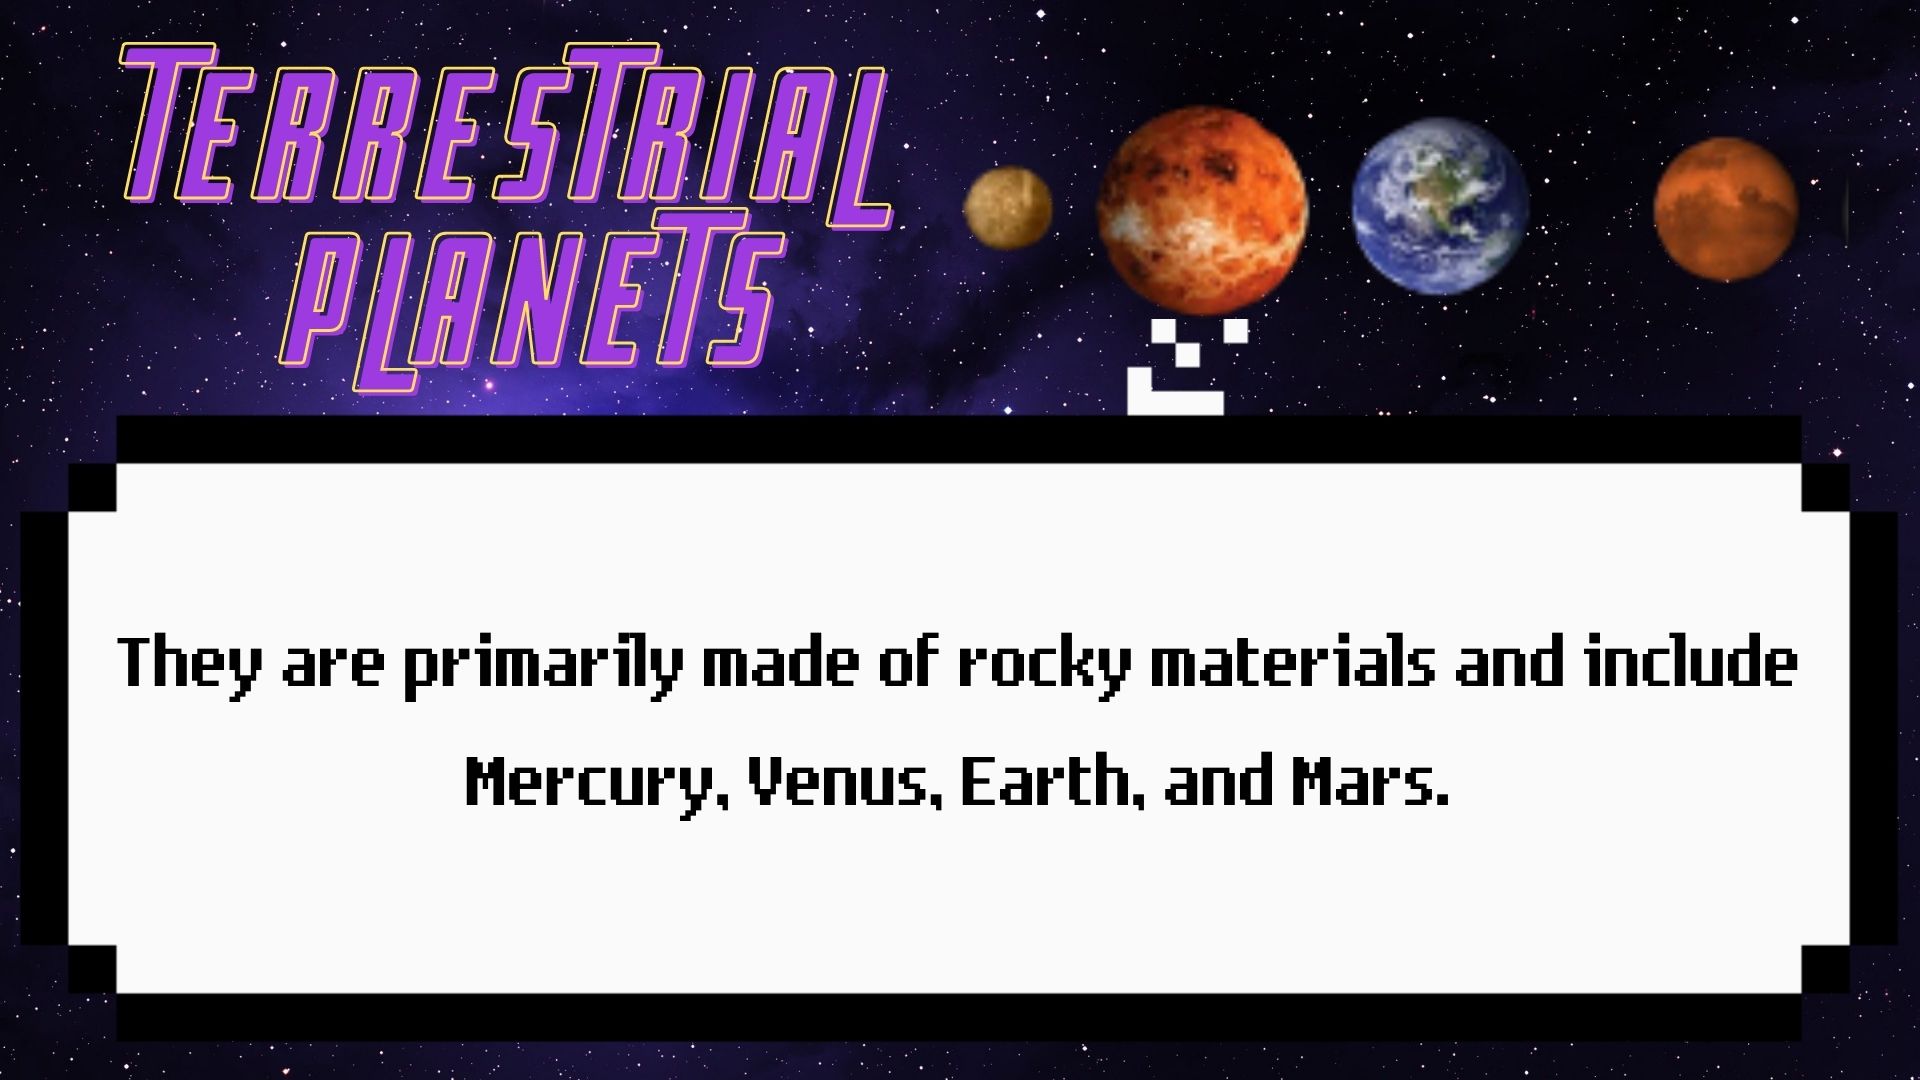 TERRESTRIAL
PLANETS
They are primarily made of rocky materials and include
Mercury, Venus, Earth, and Mars.